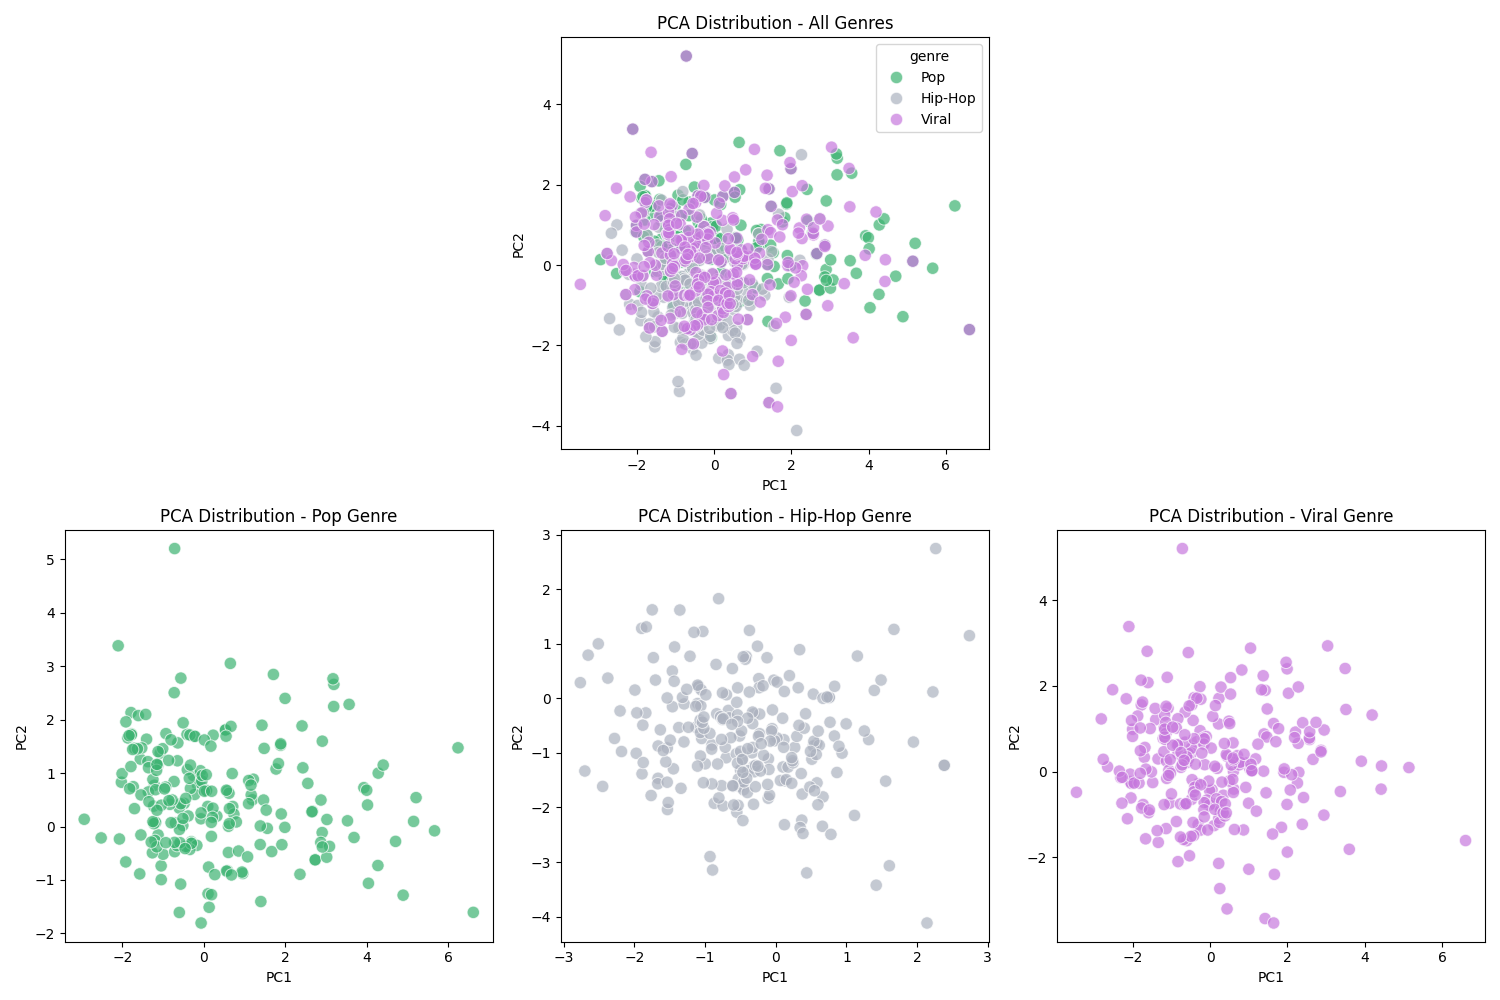 PCA Distribution - All Genres
genre
Pop
Hip-Hop
Viral
4
2
0
−2
−4
PC2
−2
0
2
4
6
PC1
PCA Distribution - Pop Genre
5
4
3
2
1
0
−1
−2
PC2
−2
0
2
4
6
PC1
PCA Distribution - Hip-Hop Genre
3
2
1
0
−1
−2
−3
−4
PC2
−3
−2
−1
0
1
2
3
PC1
PCA Distribution - Viral Genre
4
2
0
−2
PC2
−2
0
2
4
6
PC1